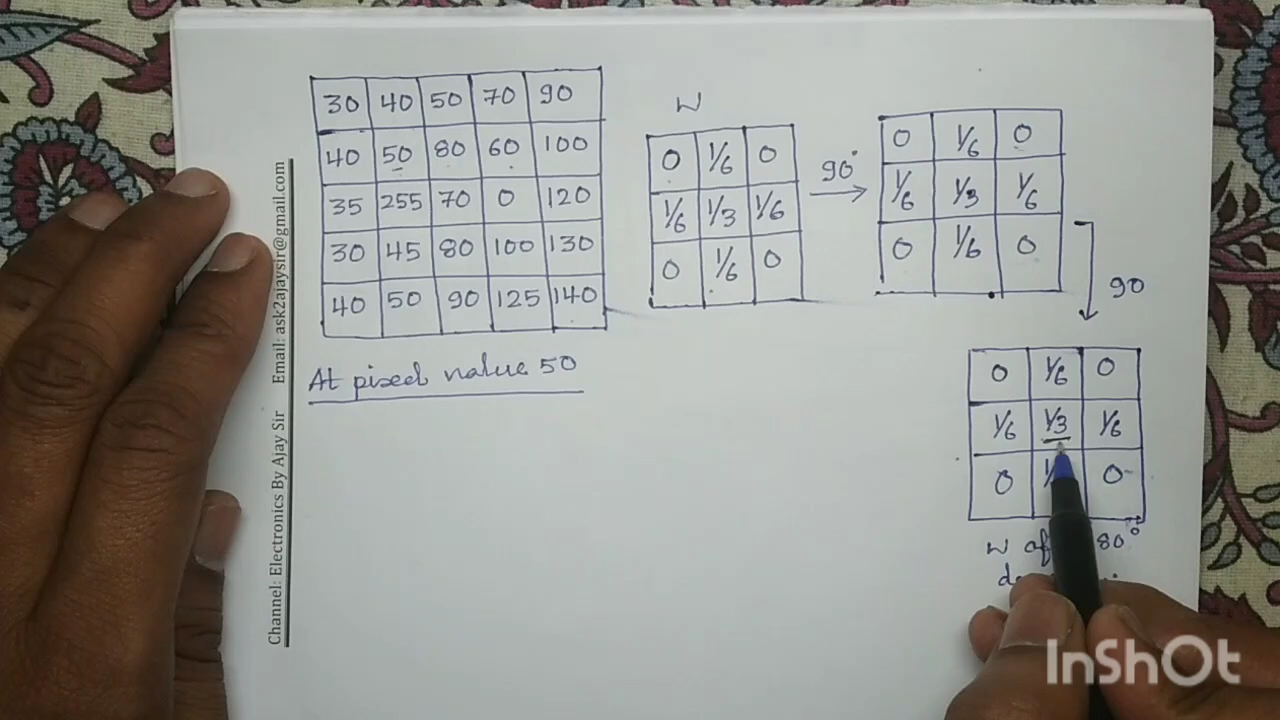 30 40 50 70 90
40 50 80 60 100
35 255 70 0 120
30 45 80 100 130
40 50 90 125 140
At pixel value 50
W
0 1/6 0
1/6 1/3 1/6
0 1/6 0
90°
0 1/6 0
1/6 1/3 1/6
0 1/6 0
90
0 1/6 0
1/6 1/3 1/6
0 0
W 80°
Channel: Electronics By Ajay Sir Email: ask2ajaysir@gmail.com
InShOt